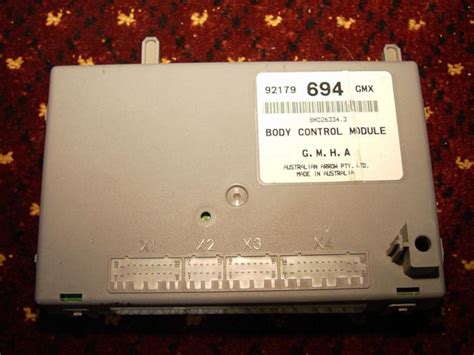 92179 694 GMX
BODY CONTROL MODULE
G. M. H. A
AUSTRALIAN ARROW PTY. LTD.
MADE IN AUSTRALIA
X1 X2 X3 X4